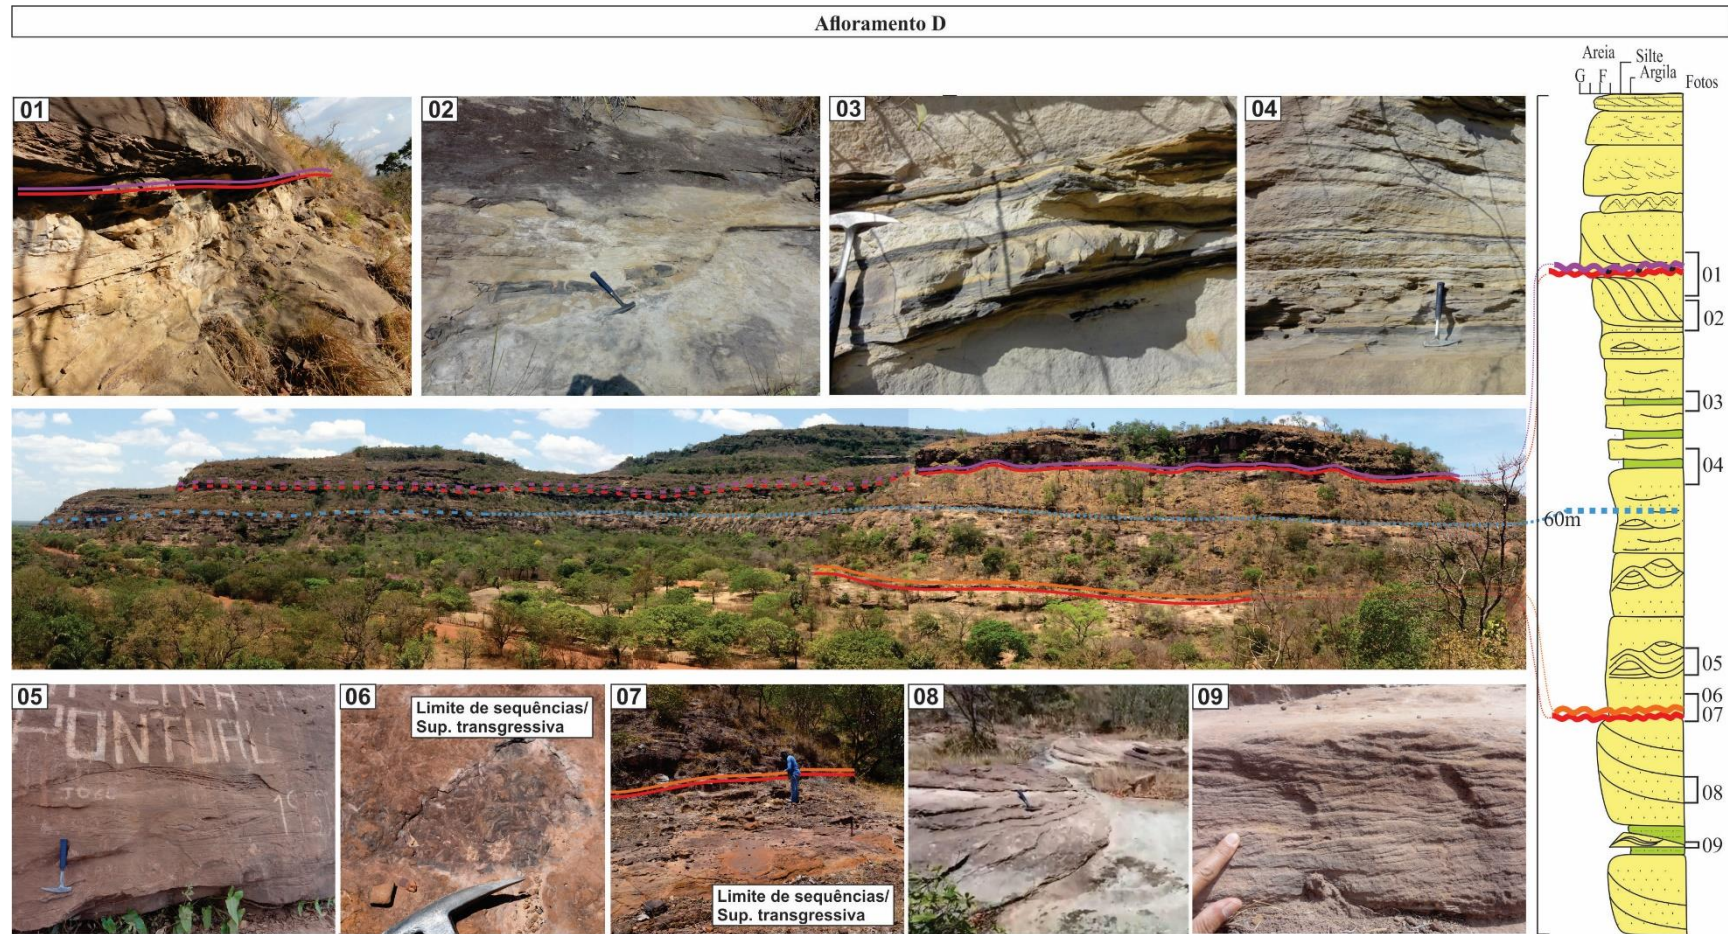 Afloramento D
Areia
Silte
G F
Argila
Fotos
01
02
03
04
01
02
03
04
60m
05
06
07
08
09
05
PONTUAL
JOEL
06
Limite de sequências/
Sup. transgressiva
07
Limite de sequências/
Sup. transgressiva
08
09